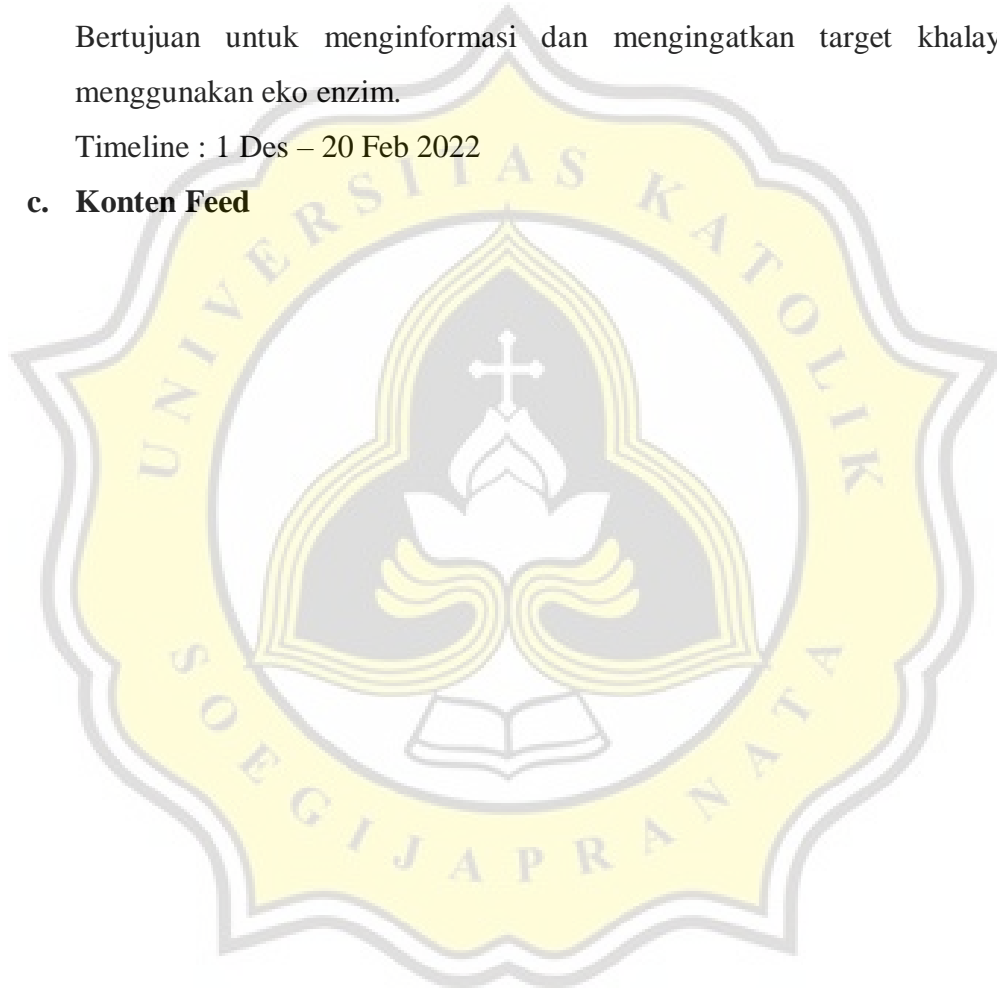 Bertujuan untuk menginformasi dan mengingatkan target khalay
menggunakan eko enzim.
Timeline : 1 Des – 20 Feb 2022
c. Konten Feed
UNIVERSITAS KATOLIK
SOEGIJAPRANATA